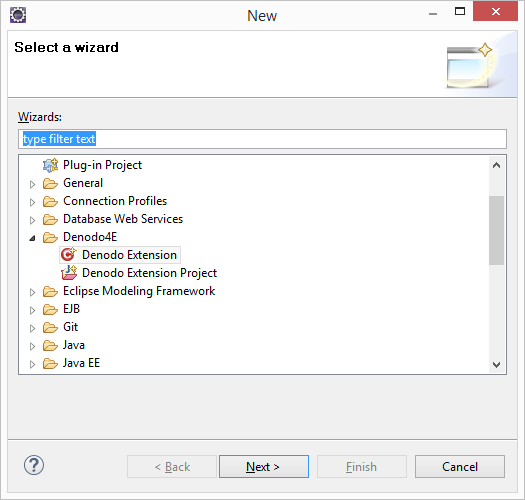 New
Select a wizard
Wizards:
type filter text
Plug-in Project
General
Connection Profiles
Database Web Services
Denodo4E
Denodo Extension
Denodo Extension Project
Eclipse Modeling Framework
EJB
Git
Java
Java EE
< Back Next > Finish Cancel